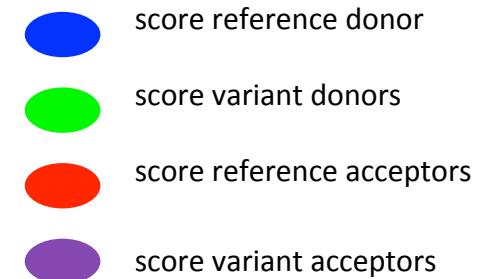 score reference donor
score variant donors
score reference acceptors
score variant acceptors